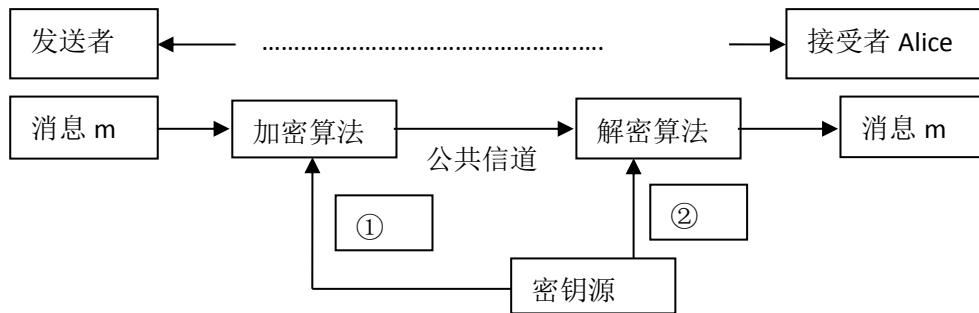 发送者 ………………………………………. 接受者 Alice
消息 m 加密算法 解密算法 消息 m
公共信道
① ②
密钥源